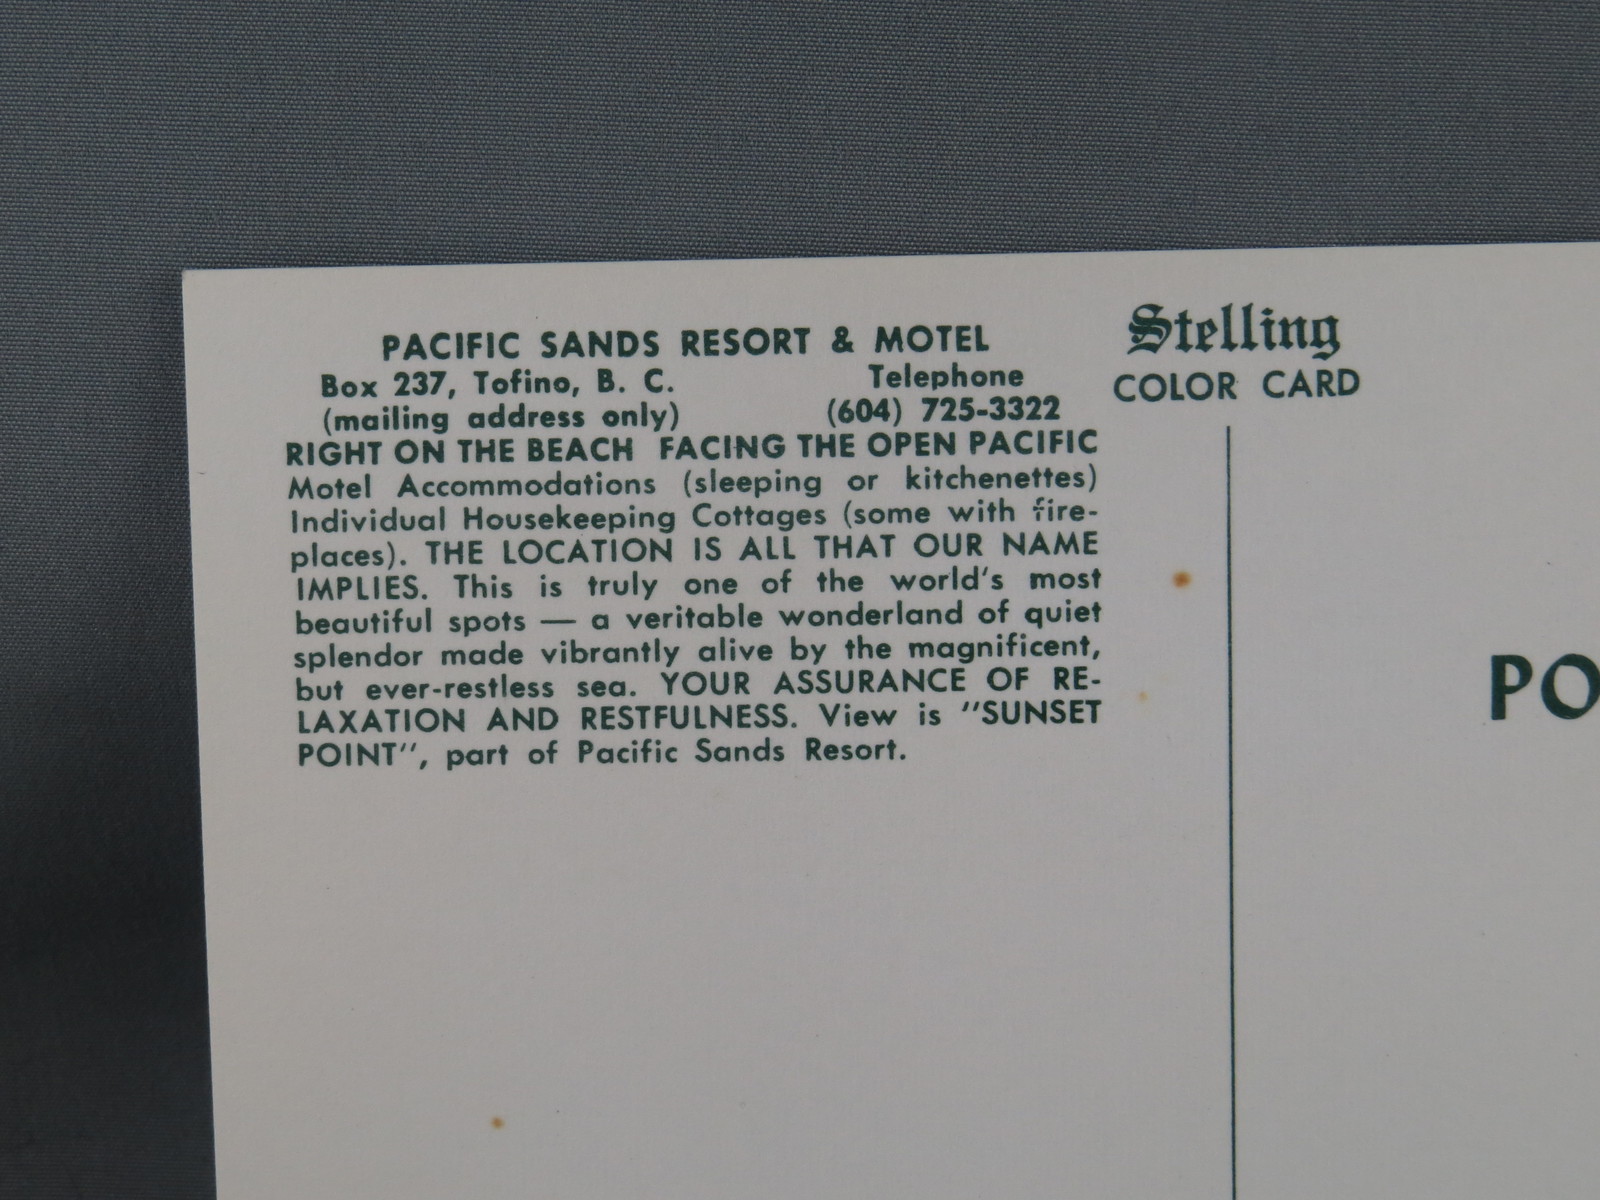 PACIFIC SANDS RESORT & MOTEL
Box 237, Tofino, B. C. Telephone
(mailing address only) (604) 725-3322
RIGHT ON THE BEACH FACING THE OPEN PACIFIC
Motel Accommodations (sleeping or kitchenettes)
Individual Housekeeping Cottages (some with fire-
places). THE LOCATION IS ALL THAT OUR NAME
IMPLIES. This is truly one of the world's most
beautiful spots — a veritable wonderland of quiet
splendor made vibrantly alive by the magnificent,
but ever-restless sea. YOUR ASSURANCE OF RE-
LAXATION AND RESTFULNESS. View is "SUNSET
POINT", part of Pacific Sands Resort.
Stelling
COLOR CARD
PO